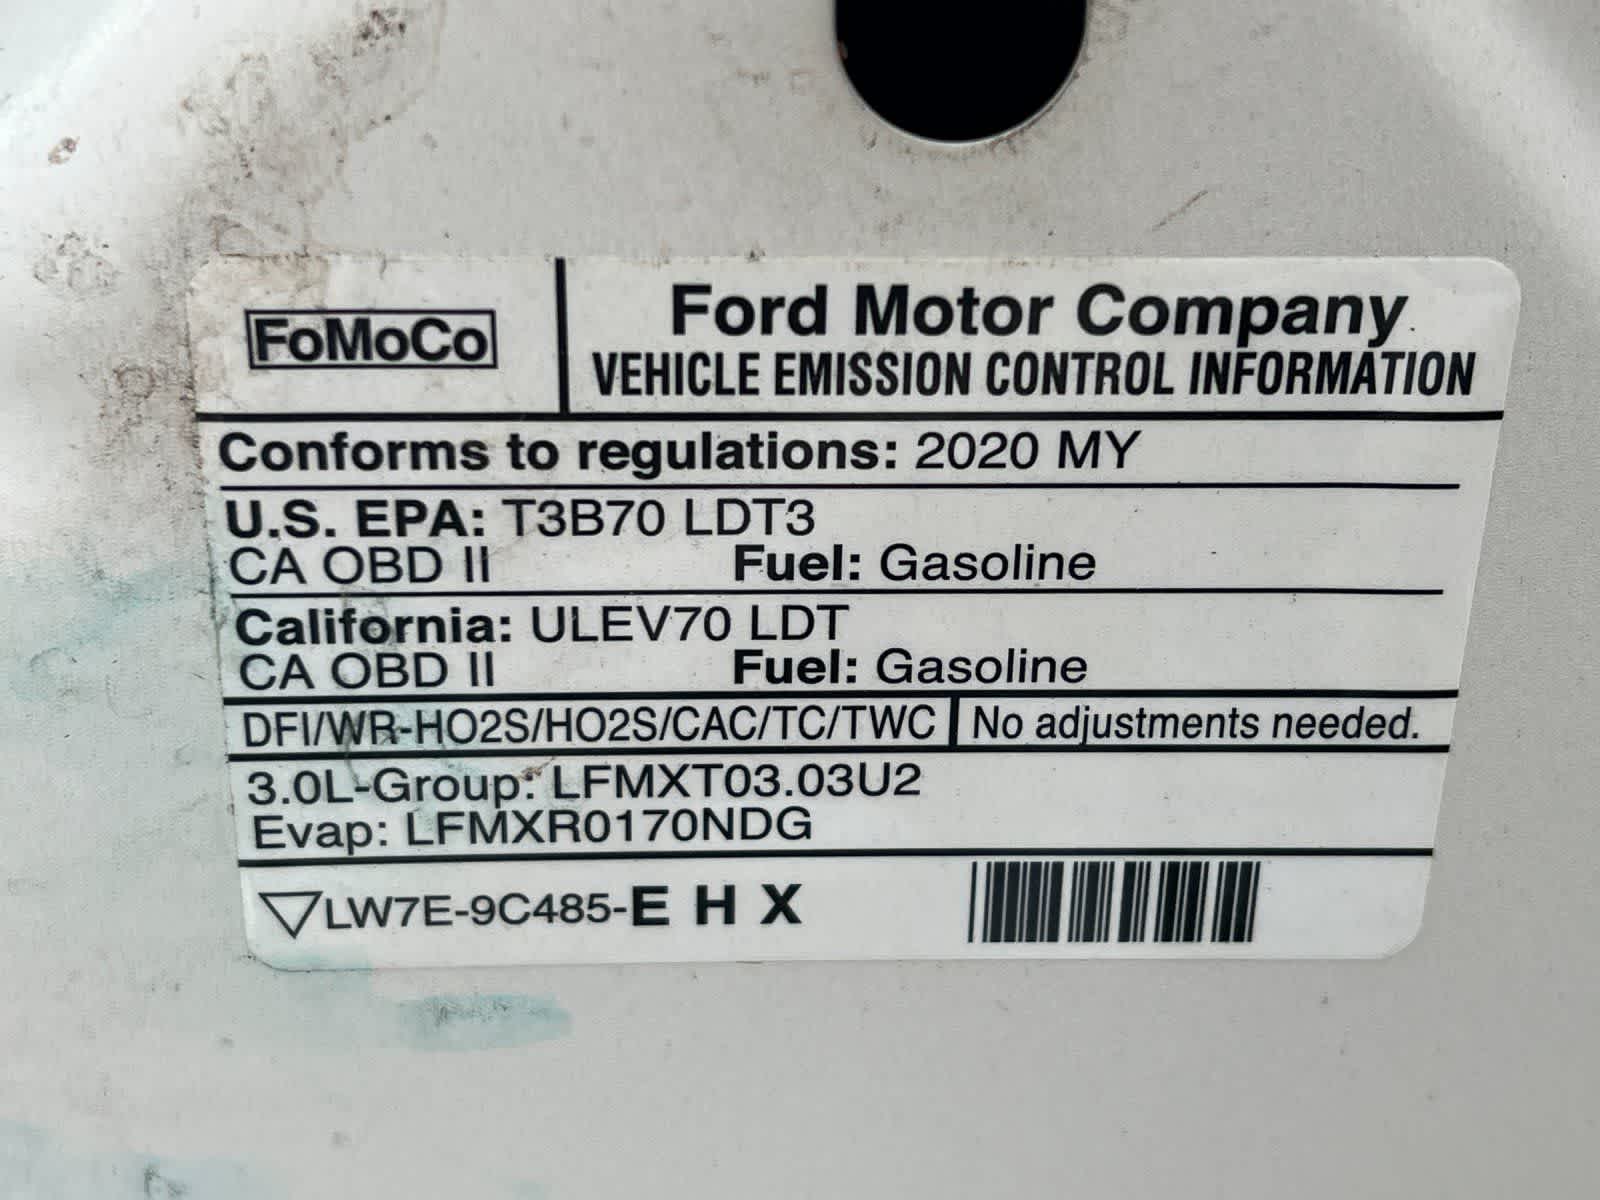 FoMoCo
Ford Motor Company
VEHICLE EMISSION CONTROL INFORMATION
Conforms to regulations: 2020 MY
U.S. EPA: T3B70 LDT3
CA OBD II Fuel: Gasoline
California: ULEV70 LDT
CA OBD II Fuel: Gasoline
DFI/WR-HO2S/HO2S/CAC/TC/TWC No adjustments needed.
3.0L-Group: LFMXT03.03U2
Evap: LFMXR0170NDG
LW7E-9C485-E H X